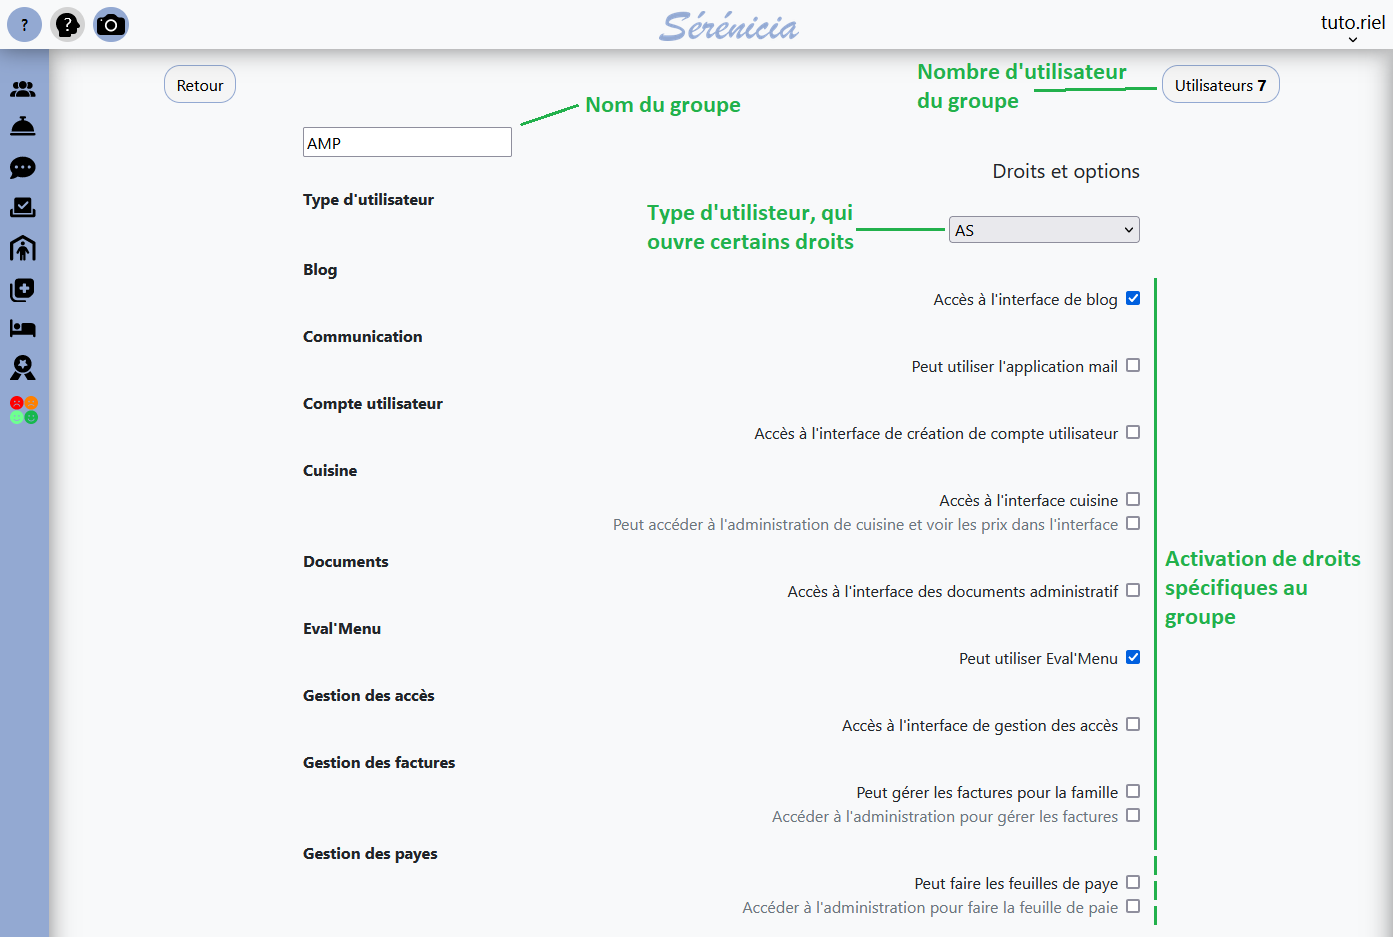 ?
?
Sérénicia
tuto.riel
Retour
Nombre d'utilisateur
du groupe
Utilisateurs 7
Nom du groupe
AMP
Droits et options
Type d'utilisateur
Type d'utilisteur, qui
ouvre certains droits
AS
Blog
Accès à l'interface de blog
Communication
Peut utiliser l'application mail
Compte utilisateur
Accès à l'interface de création de compte utilisateur
Cuisine
Accès à l'interface cuisine
Peut accéder à l'administration de cuisine et voir les prix dans l'interface
Documents
Accès à l'interface des documents administratif
Activation de droits
spécifiques au
groupe
Eval'Menu
Peut utiliser Eval'Menu
Gestion des accès
Accès à l'interface de gestion des accès
Gestion des factures
Peut gérer les factures pour la famille
Accéder à l'administration pour gérer les factures
Gestion des payes
Peut faire les feuilles de paye
Accéder à l'administration pour faire la feuille de paie